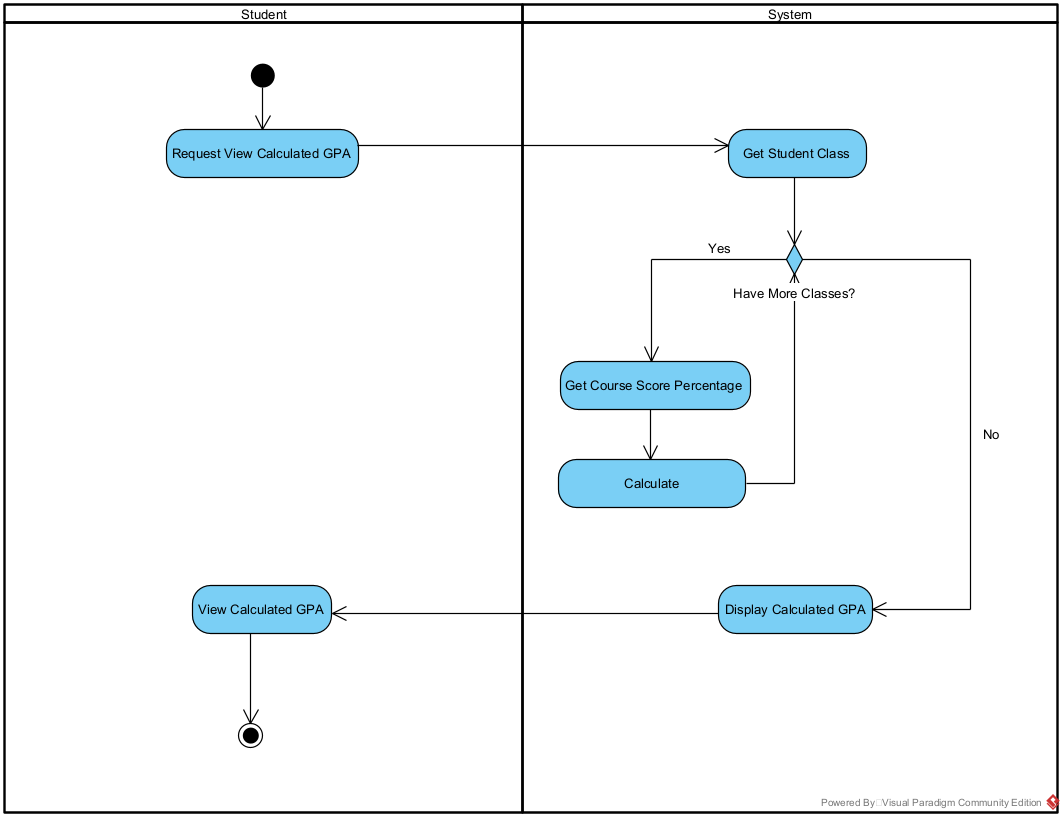 Student
System
Request View Calculated GPA
Get Student Class
Yes
Have More Classes?
Get Course Score Percentage
No
Calculate
View Calculated GPA
Display Calculated GPA
Powered By Visual Paradigm Community Edition